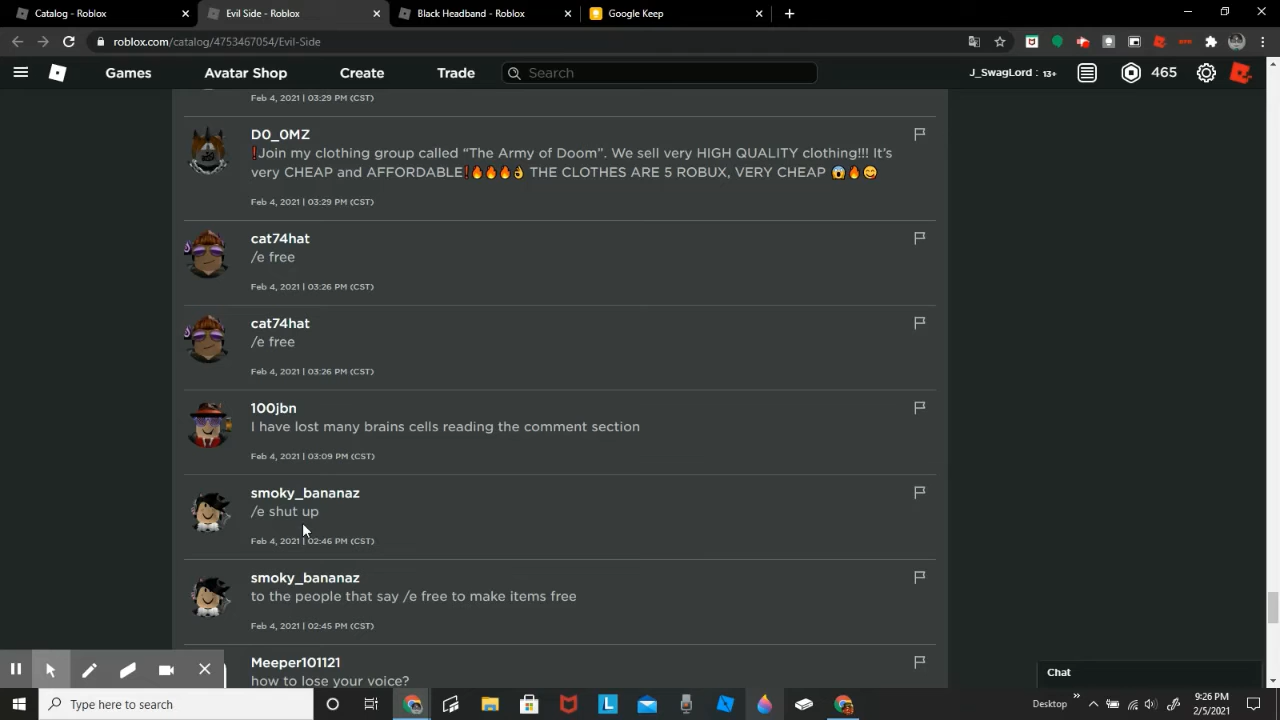 Catalog - Roblox
Evil Side - Roblox
Black Headband - Roblox
Google Keep
roblox.com/catalog/4753467054/Evil-Side
Games
Avatar Shop
Create
Trade
Search
J_SwagLord : 13+
465
Feb 4, 2021 | 03:29 PM (CST)
D0_0MZ
❗Join my clothing group called “The Army of Doom”. We sell very HIGH QUALITY clothing!!! It’s
very CHEAP and AFFORDABLE❗🔥🔥🔥👌 THE CLOTHES ARE 5 ROBUX, VERY CHEAP 😱🔥😋
Feb 4, 2021 | 03:29 PM (CST)
cat74hat
/e free
Feb 4, 2021 | 03:26 PM (CST)
cat74hat
/e free
Feb 4, 2021 | 03:26 PM (CST)
100jbn
I have lost many brains cells reading the comment section
Feb 4, 2021 | 03:09 PM (CST)
smoky_bananaz
/e shut up
Feb 4, 2021 | 02:46 PM (CST)
smoky_bananaz
to the people that say /e free to make items free
Feb 4, 2021 | 02:45 PM (CST)
Meeper101121
how to lose your voice?
Chat
Type here to search
Desktop
9:26 PM
2/5/2021